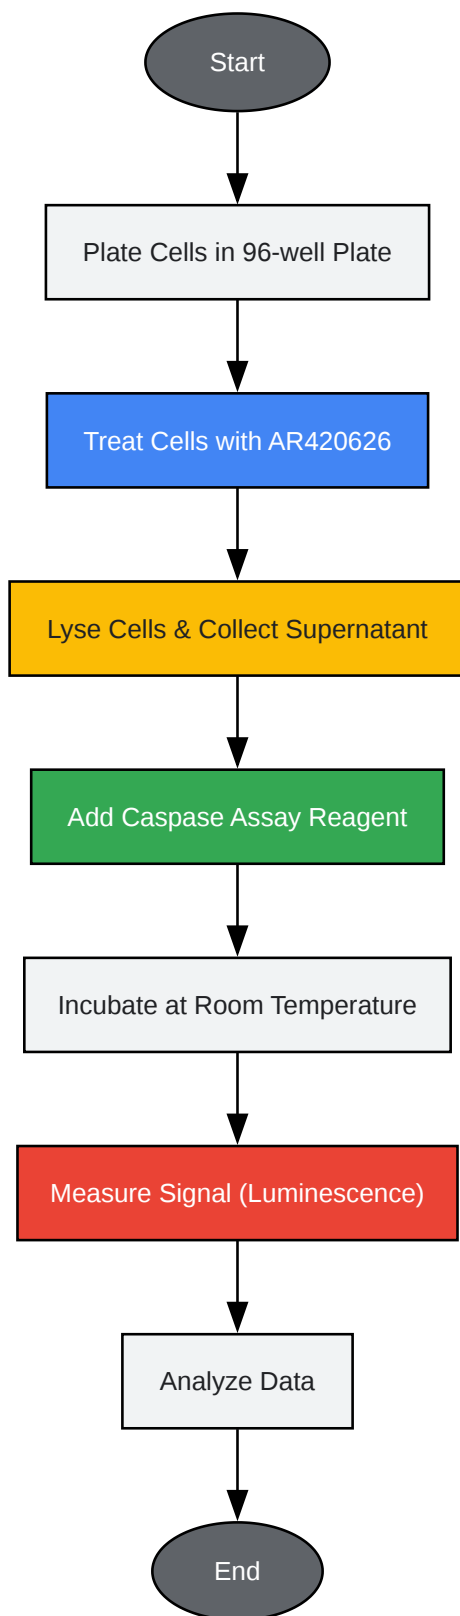 Start
Plate Cells in 96-well Plate
Treat Cells with AR420626
Lyse Cells & Collect Supernatant
Add Caspase Assay Reagent
Incubate at Room Temperature
Measure Signal (Luminescence)
Analyze Data
End